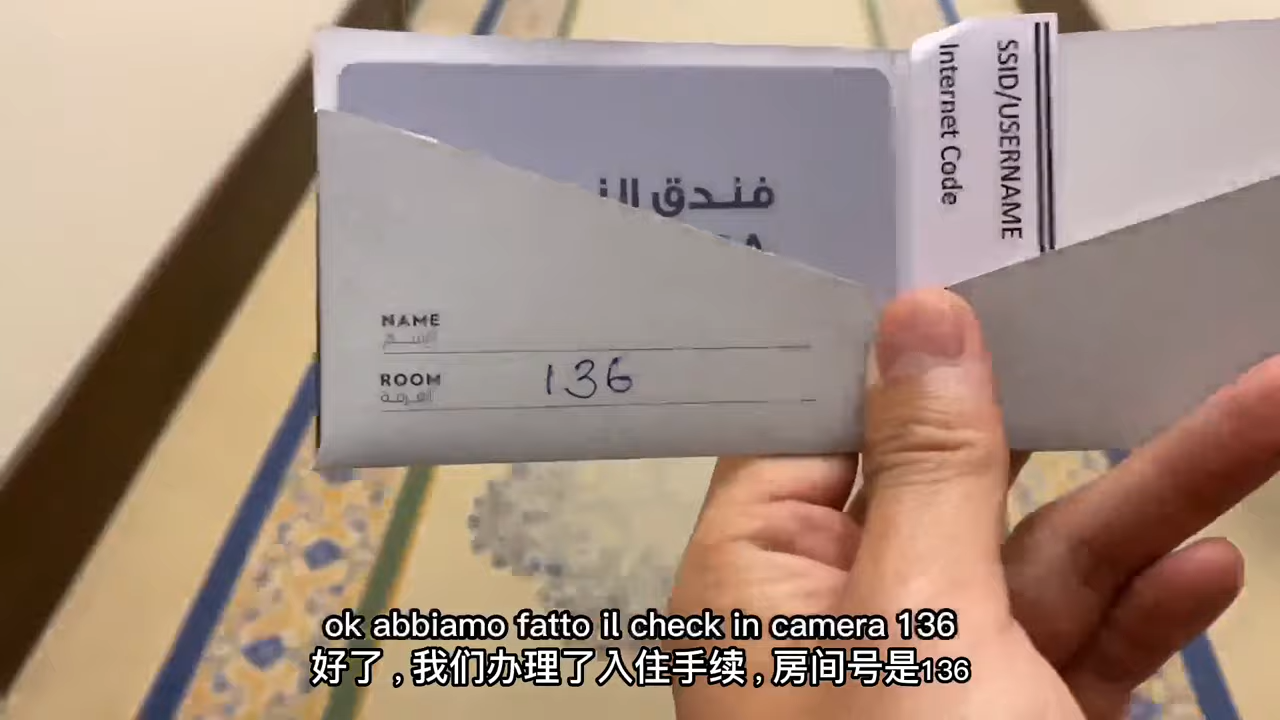 فندق
SSID/USERNAME
Internet Code
NAME
الاسم
ROOM
الغرفة
136
ok abbiamo fatto il check in camera 136
好了,我们办理了入住手续,房间号是136